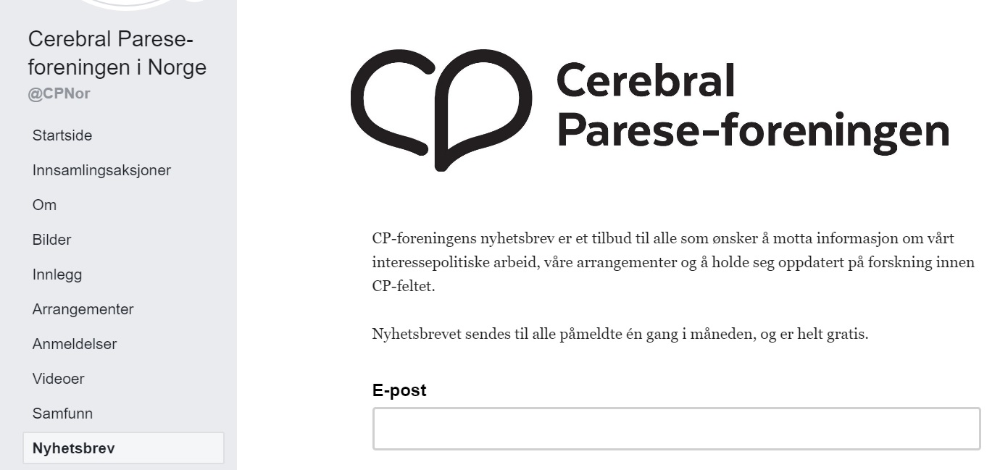 Cerebral Parese-
foreningen i Norge
@CPNor
Startside
Innsamlingsaksjoner
Om
Bilder
Innlegg
Arrangementer
Anmeldelser
Videoer
Samfunn
Nyhetsbrev
cp Cerebral
Parese-foreningen
CP-foreningens nyhetsbrev er et tilbud til alle som ønsker å motta informasjon om vårt
interessepolitiske arbeid, våre arrangementer og å holde seg oppdatert på forskning innen
CP-feltet.
Nyhetsbrevet sendes til alle påmeldte én gang i måneden, og er helt gratis.
E-post